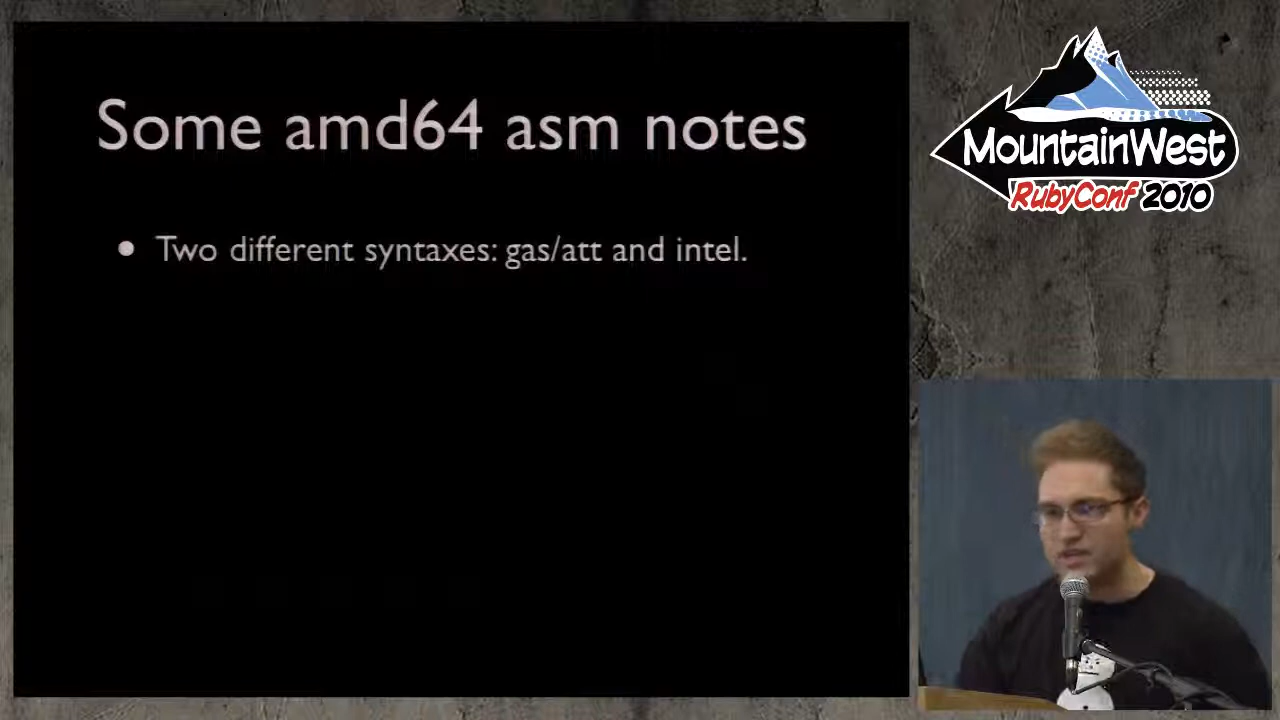 Some amd64 asm notes
• Two different syntaxes: gas/att and intel.
MountainWest
RubyConf 2010